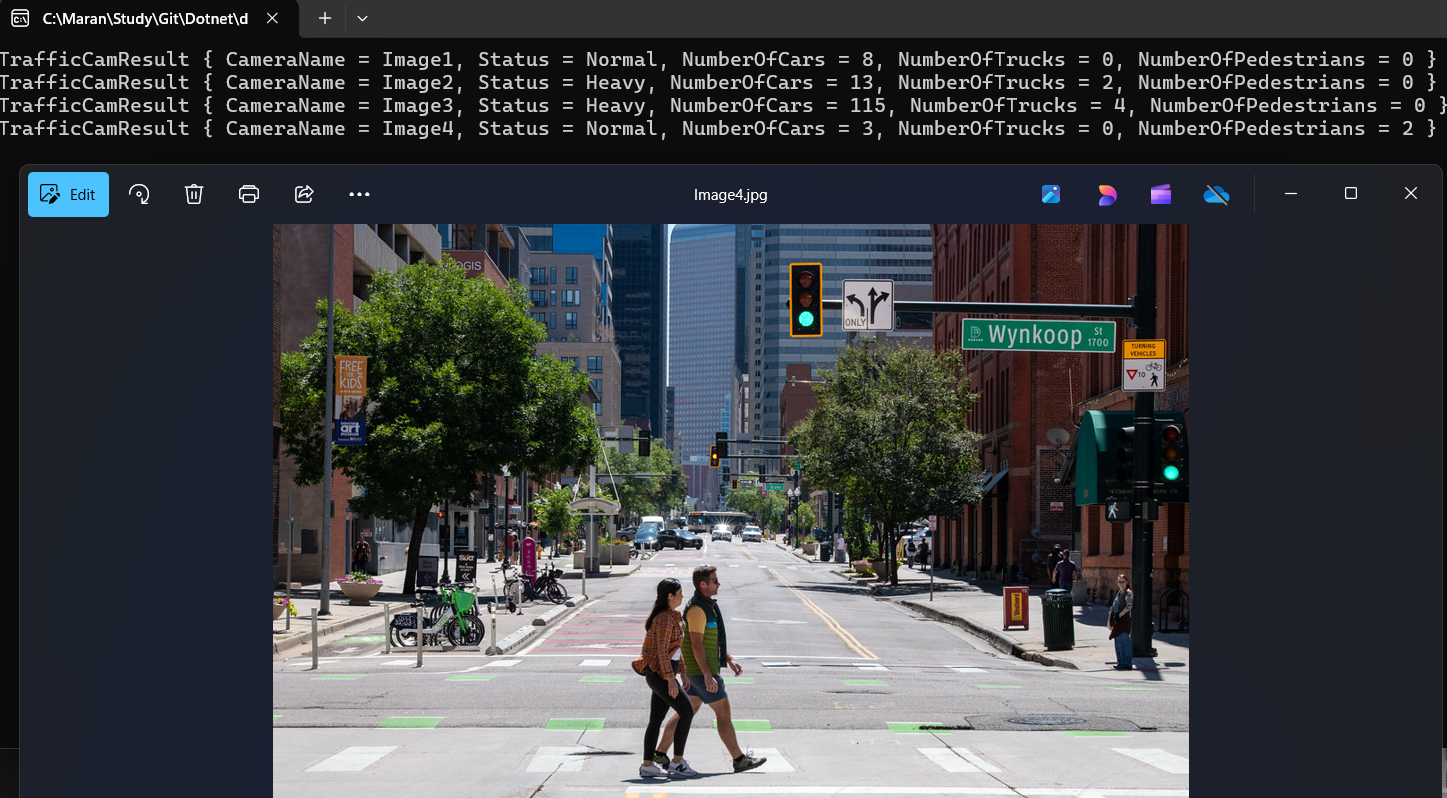 C:\Maran\Study\Git\Dotnet\d
TrafficCamResult { CameraName = Image1, Status = Normal, NumberOfCars = 8, NumberOfTrucks = 0, NumberOfPedestrians = 0 }
TrafficCamResult { CameraName = Image2, Status = Heavy, NumberOfCars = 13, NumberOfTrucks = 2, NumberOfPedestrians = 0 }
TrafficCamResult { CameraName = Image3, Status = Heavy, NumberOfCars = 115, NumberOfTrucks = 4, NumberOfPedestrians = 0 }
TrafficCamResult { CameraName = Image4, Status = Normal, NumberOfCars = 3, NumberOfTrucks = 0, NumberOfPedestrians = 2 }
Edit
Image4.jpg
OGIS
ONLY
Wynkoop St
1700
TURNING
VEHICLES
TO
FREE
KIDS
art